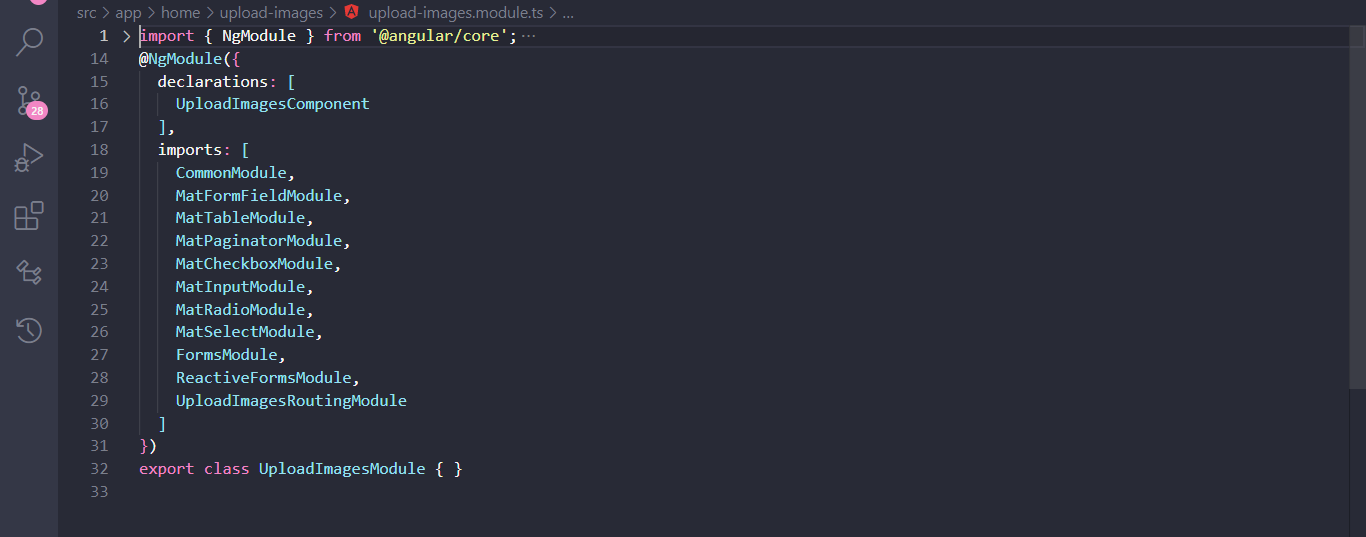 src > app > home > upload-images > upload-images.module.ts > ...
1 > import { NgModule } from '@angular/core'; ...
14 @NgModule({
15   declarations: [
16     UploadImagesComponent
17   ],
18   imports: [
19     CommonModule,
20     MatFormFieldModule,
21     MatTableModule,
22     MatPaginatorModule,
23     MatCheckboxModule,
24     MatInputModule,
25     MatRadioModule,
26     MatSelectModule,
27     FormsModule,
28     ReactiveFormsModule,
29     UploadImagesRoutingModule
30   ]
31 })
32 export class UploadImagesModule { }
33
28